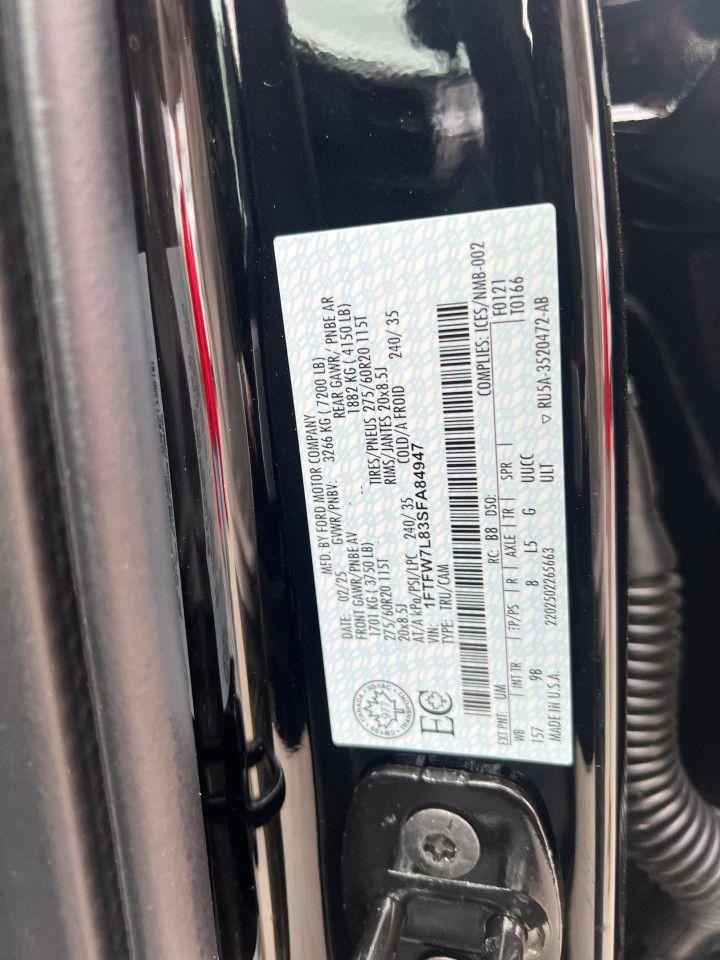 MFD. BY FORD MOTOR COMPANY
DATE: 02/25 GVWR/PNBV: 3266 KG (7200 LB)
FRONT GAWR/PNBE AV REAR GAWR/ PNBE AR
1701 KG (3750 LB) 1882 KG (4150 LB)
275/60R20 115T TIRES/PNEUS 275/60R20 115T
20x8.5J RIMS/JANTES 20x8.5J
AT/A kPa/PSI/LPC 240/35 COLD/A FROID 240/ 35
VIN: 1FTFW7L83SFA84947
TYPE: TRU/CAM
EC
EXT PNT: UM RC: B8 DSO: COMPLIES: ICES/NMB-002
WB INT TR TP/PS R AXLE TR SPR F0121
157 9B 8 L5 G UUCC T0166
2202502265663 ULT
MADE IN U.S.A. ▽ RU5A-3520472-AB